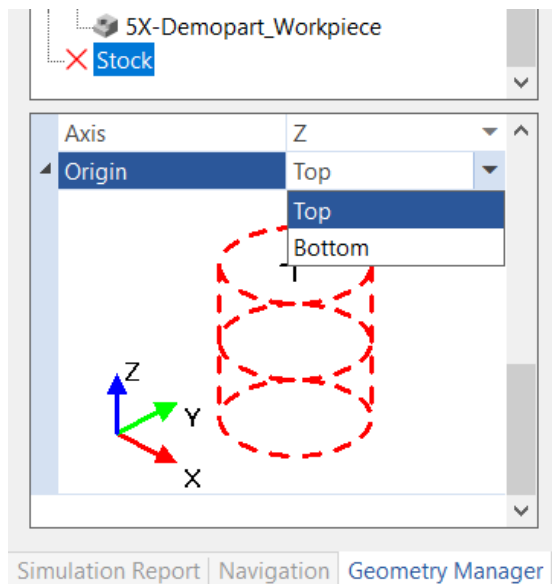 5X-Demopart_Workpiece
Stock
Axis Z
Origin Top
Top
Bottom
Z
Y
X
Simulation Report Navigation Geometry Manager